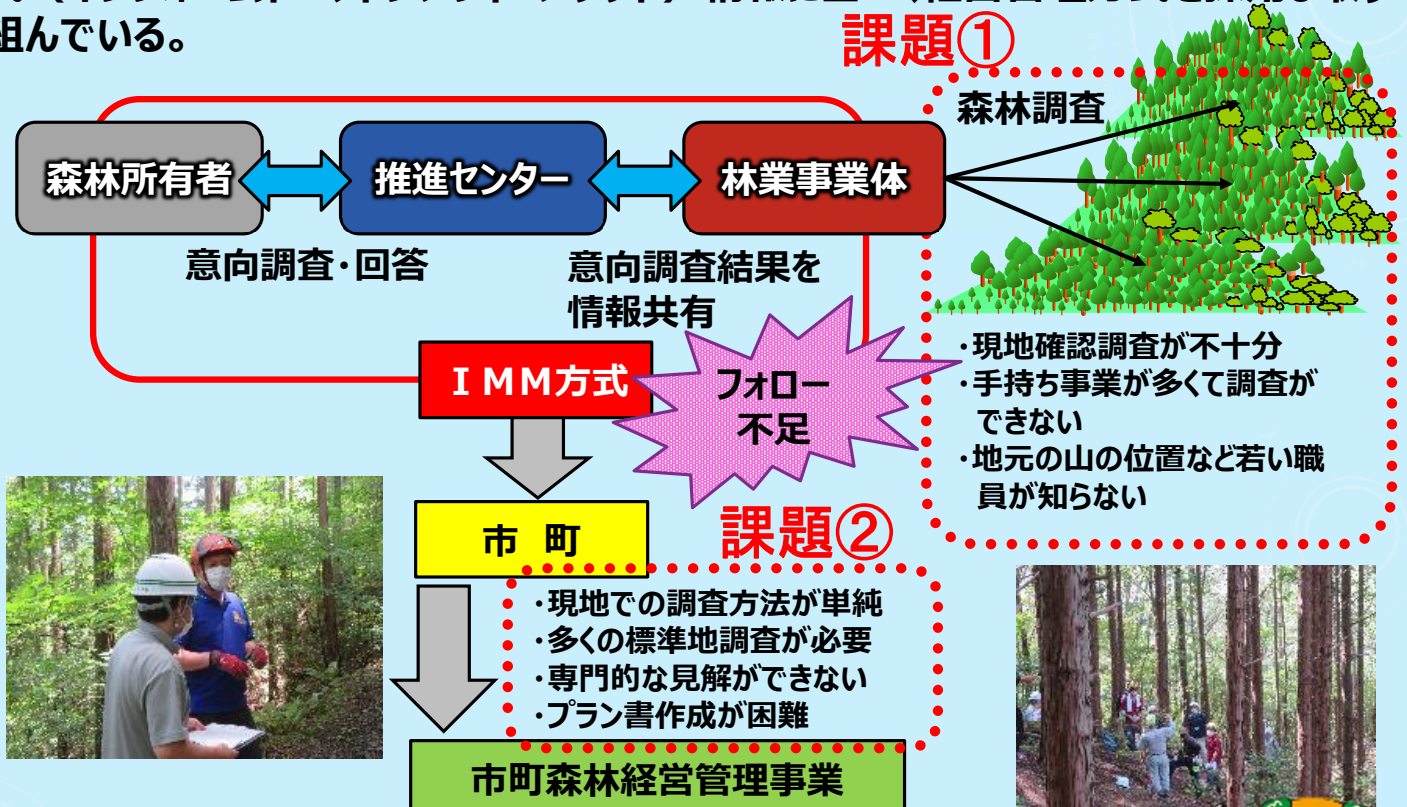 組んでいる。
課題①
森林調査
森林所有者
推進センター
林業事業体
意向調査・回答
意向調査結果を
情報共有
・現地確認調査が不十分
・手持ち事業が多くて調査が
できない
・地元の山の位置など若い職
員が知らない
IMM方式
フォロー
不足
課題②
市 町
・現地での調査方法が単純
・多くの標準地調査が必要
・専門的な見解ができない
・プラン書作成が困難
市町森林経営管理事業